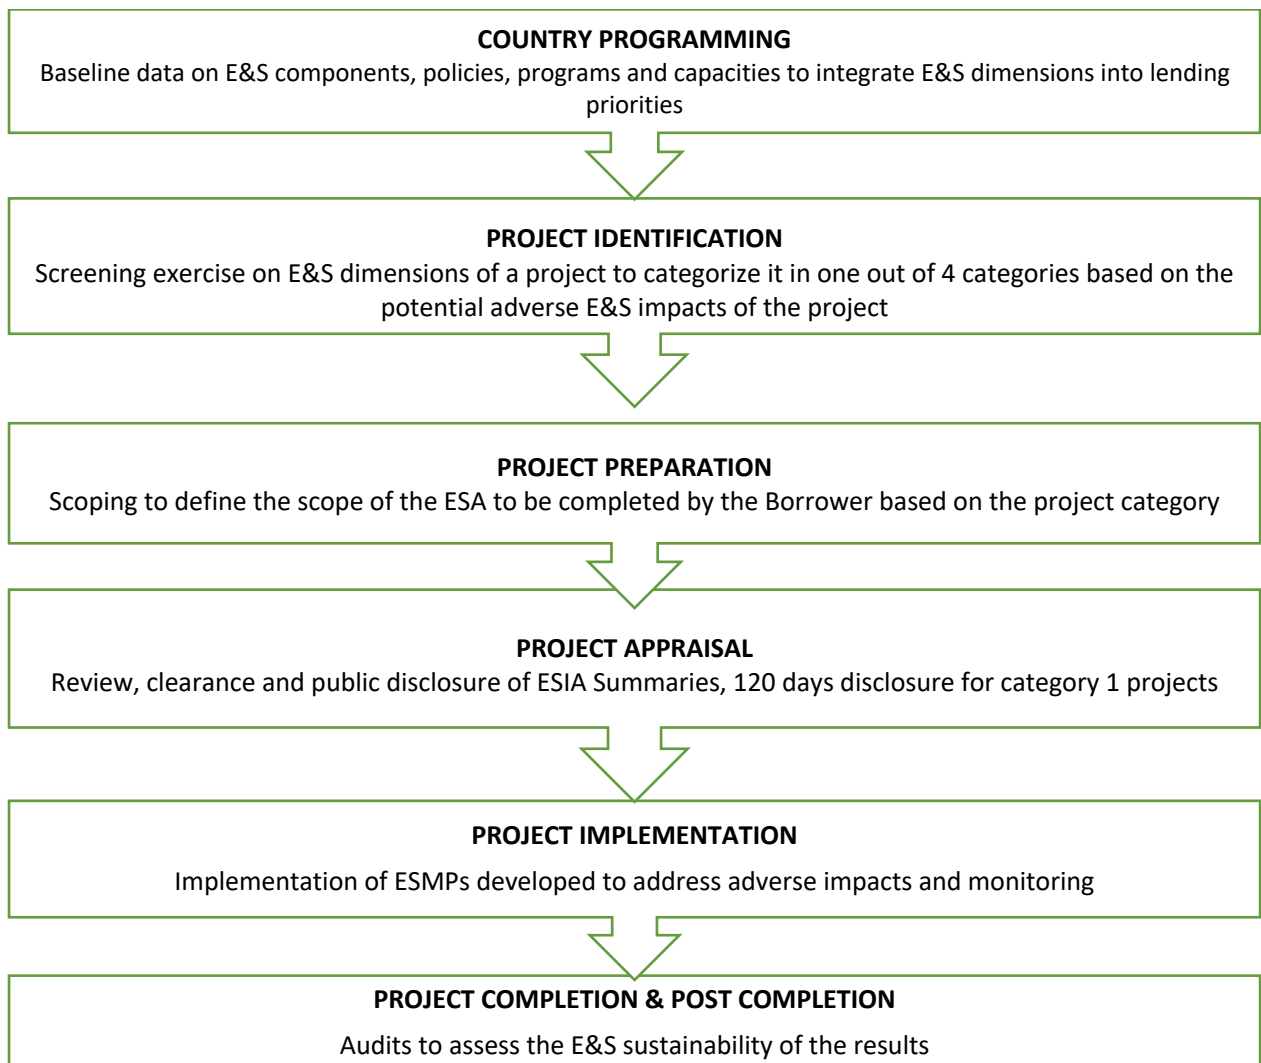 COUNTRY PROGRAMMING
Baseline data on E&S components, policies, programs and capacities to integrate E&S dimensions into lending
priorities
PROJECT IDENTIFICATION
Screening exercise on E&S dimensions of a project to categorize it in one out of 4 categories based on the
potential adverse E&S impacts of the project
PROJECT PREPARATION
Scoping to define the scope of the ESA to be completed by the Borrower based on the project category
PROJECT APPRAISAL
Review, clearance and public disclosure of ESIA Summaries, 120 days disclosure for category 1 projects
PROJECT IMPLEMENTATION
Implementation of ESMPs developed to address adverse impacts and monitoring
PROJECT COMPLETION & POST COMPLETION
Audits to assess the E&S sustainability of the results